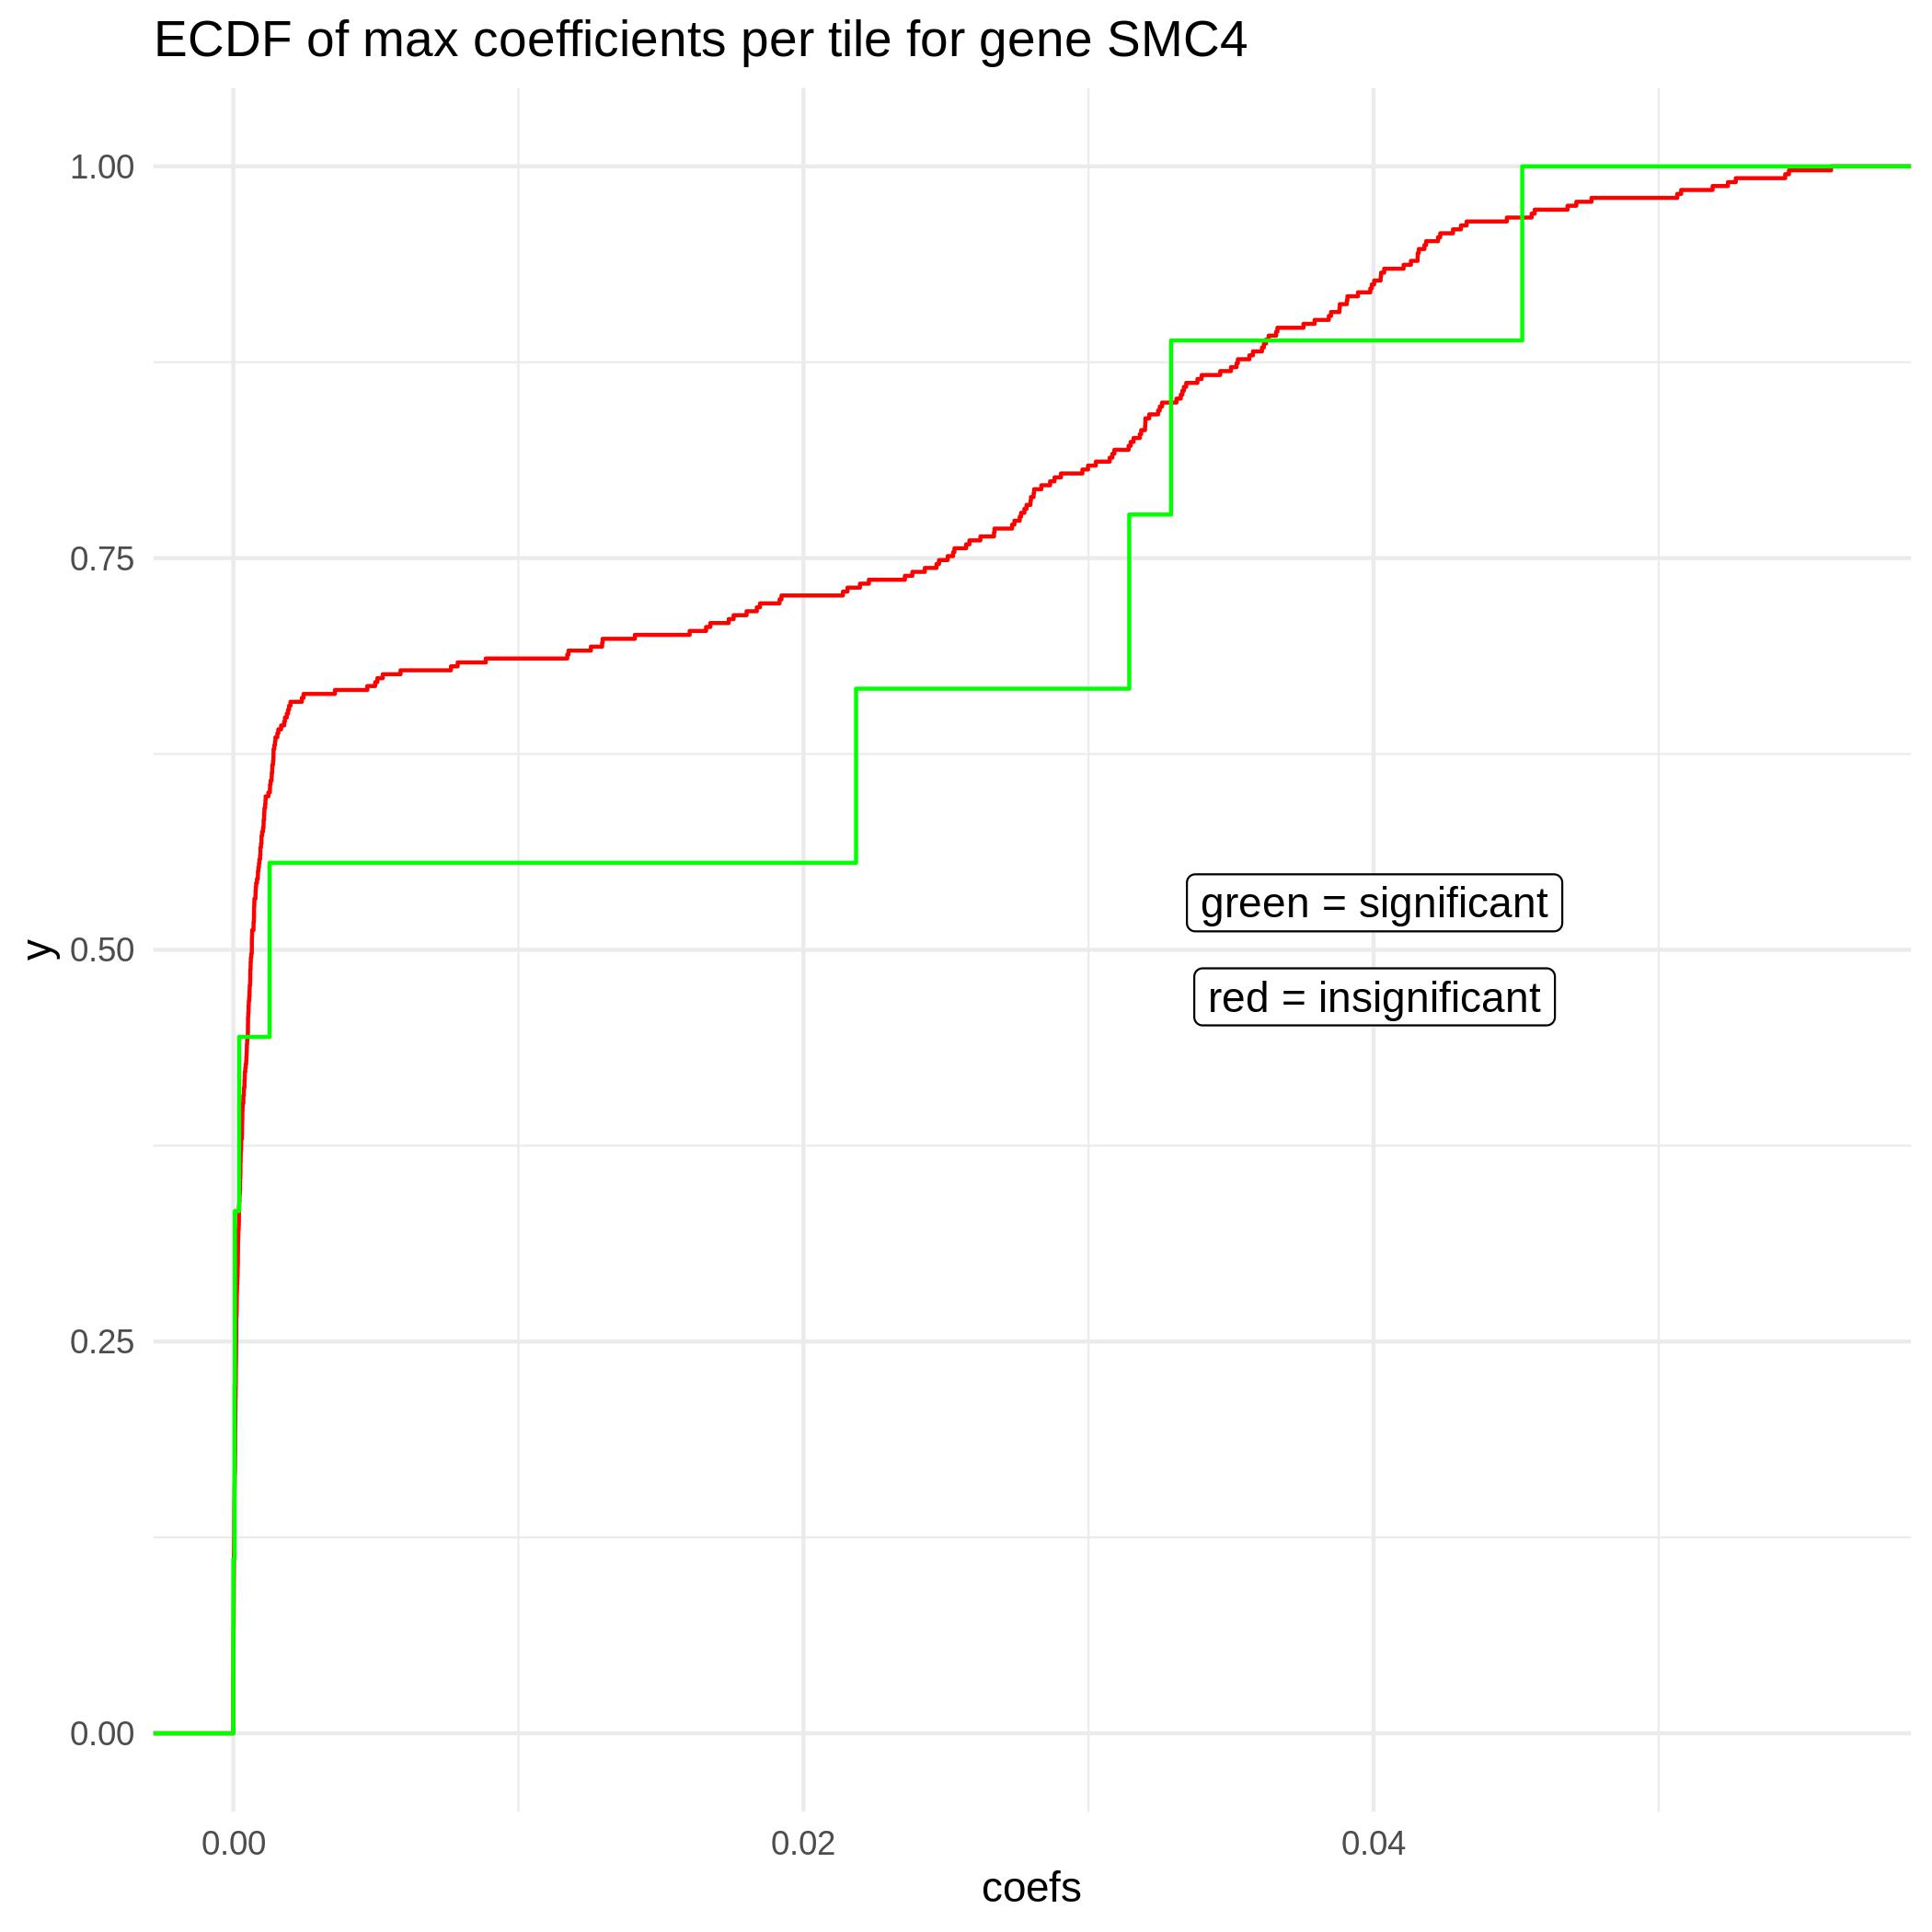 ECDF of max coefficients per tile for gene SMC4
1.00
0.75
0.50
0.25
0.00
y
green = significant
red = insignificant
0.00 0.02 0.04
coefs